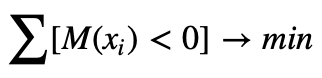 ∑[M(xᵢ) < 0] → min